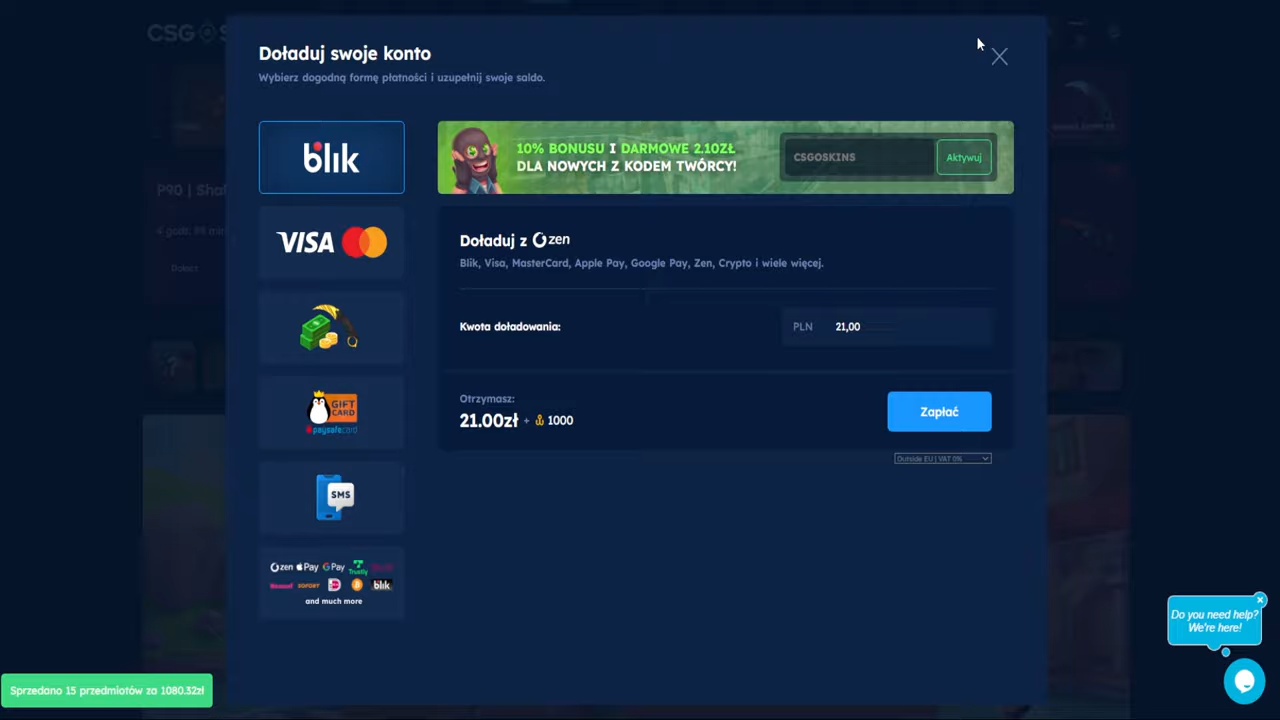 CSG
Doładuj swoje konto
Wybierz dogodną formę płatności i uzupełnij swoje saldo.
blik
10% BONUSU I DARMOWE 2.10ZŁ
DLA NOWYCH Z KODEM TWÓRCY!
CSGOSKINS
Aktywuj
P90 | Sha
VISA
Doładuj z zen
Blik, Visa, MasterCard, Apple Pay, Google Pay, Zen, Crypto i wiele więcej.
Kwota doładowania:
PLN 21,00
GIFT
CARD
paysafecard
Otrzymasz:
21.00zł + 1000
Zapłać
Outside EU | VAT 0%
SMS
zen Pay G Pay Trustly
SOFORT iD blik
and much more
Do you need help?
We're here!
Sprzedano 15 przedmiotów za 1080.32zł